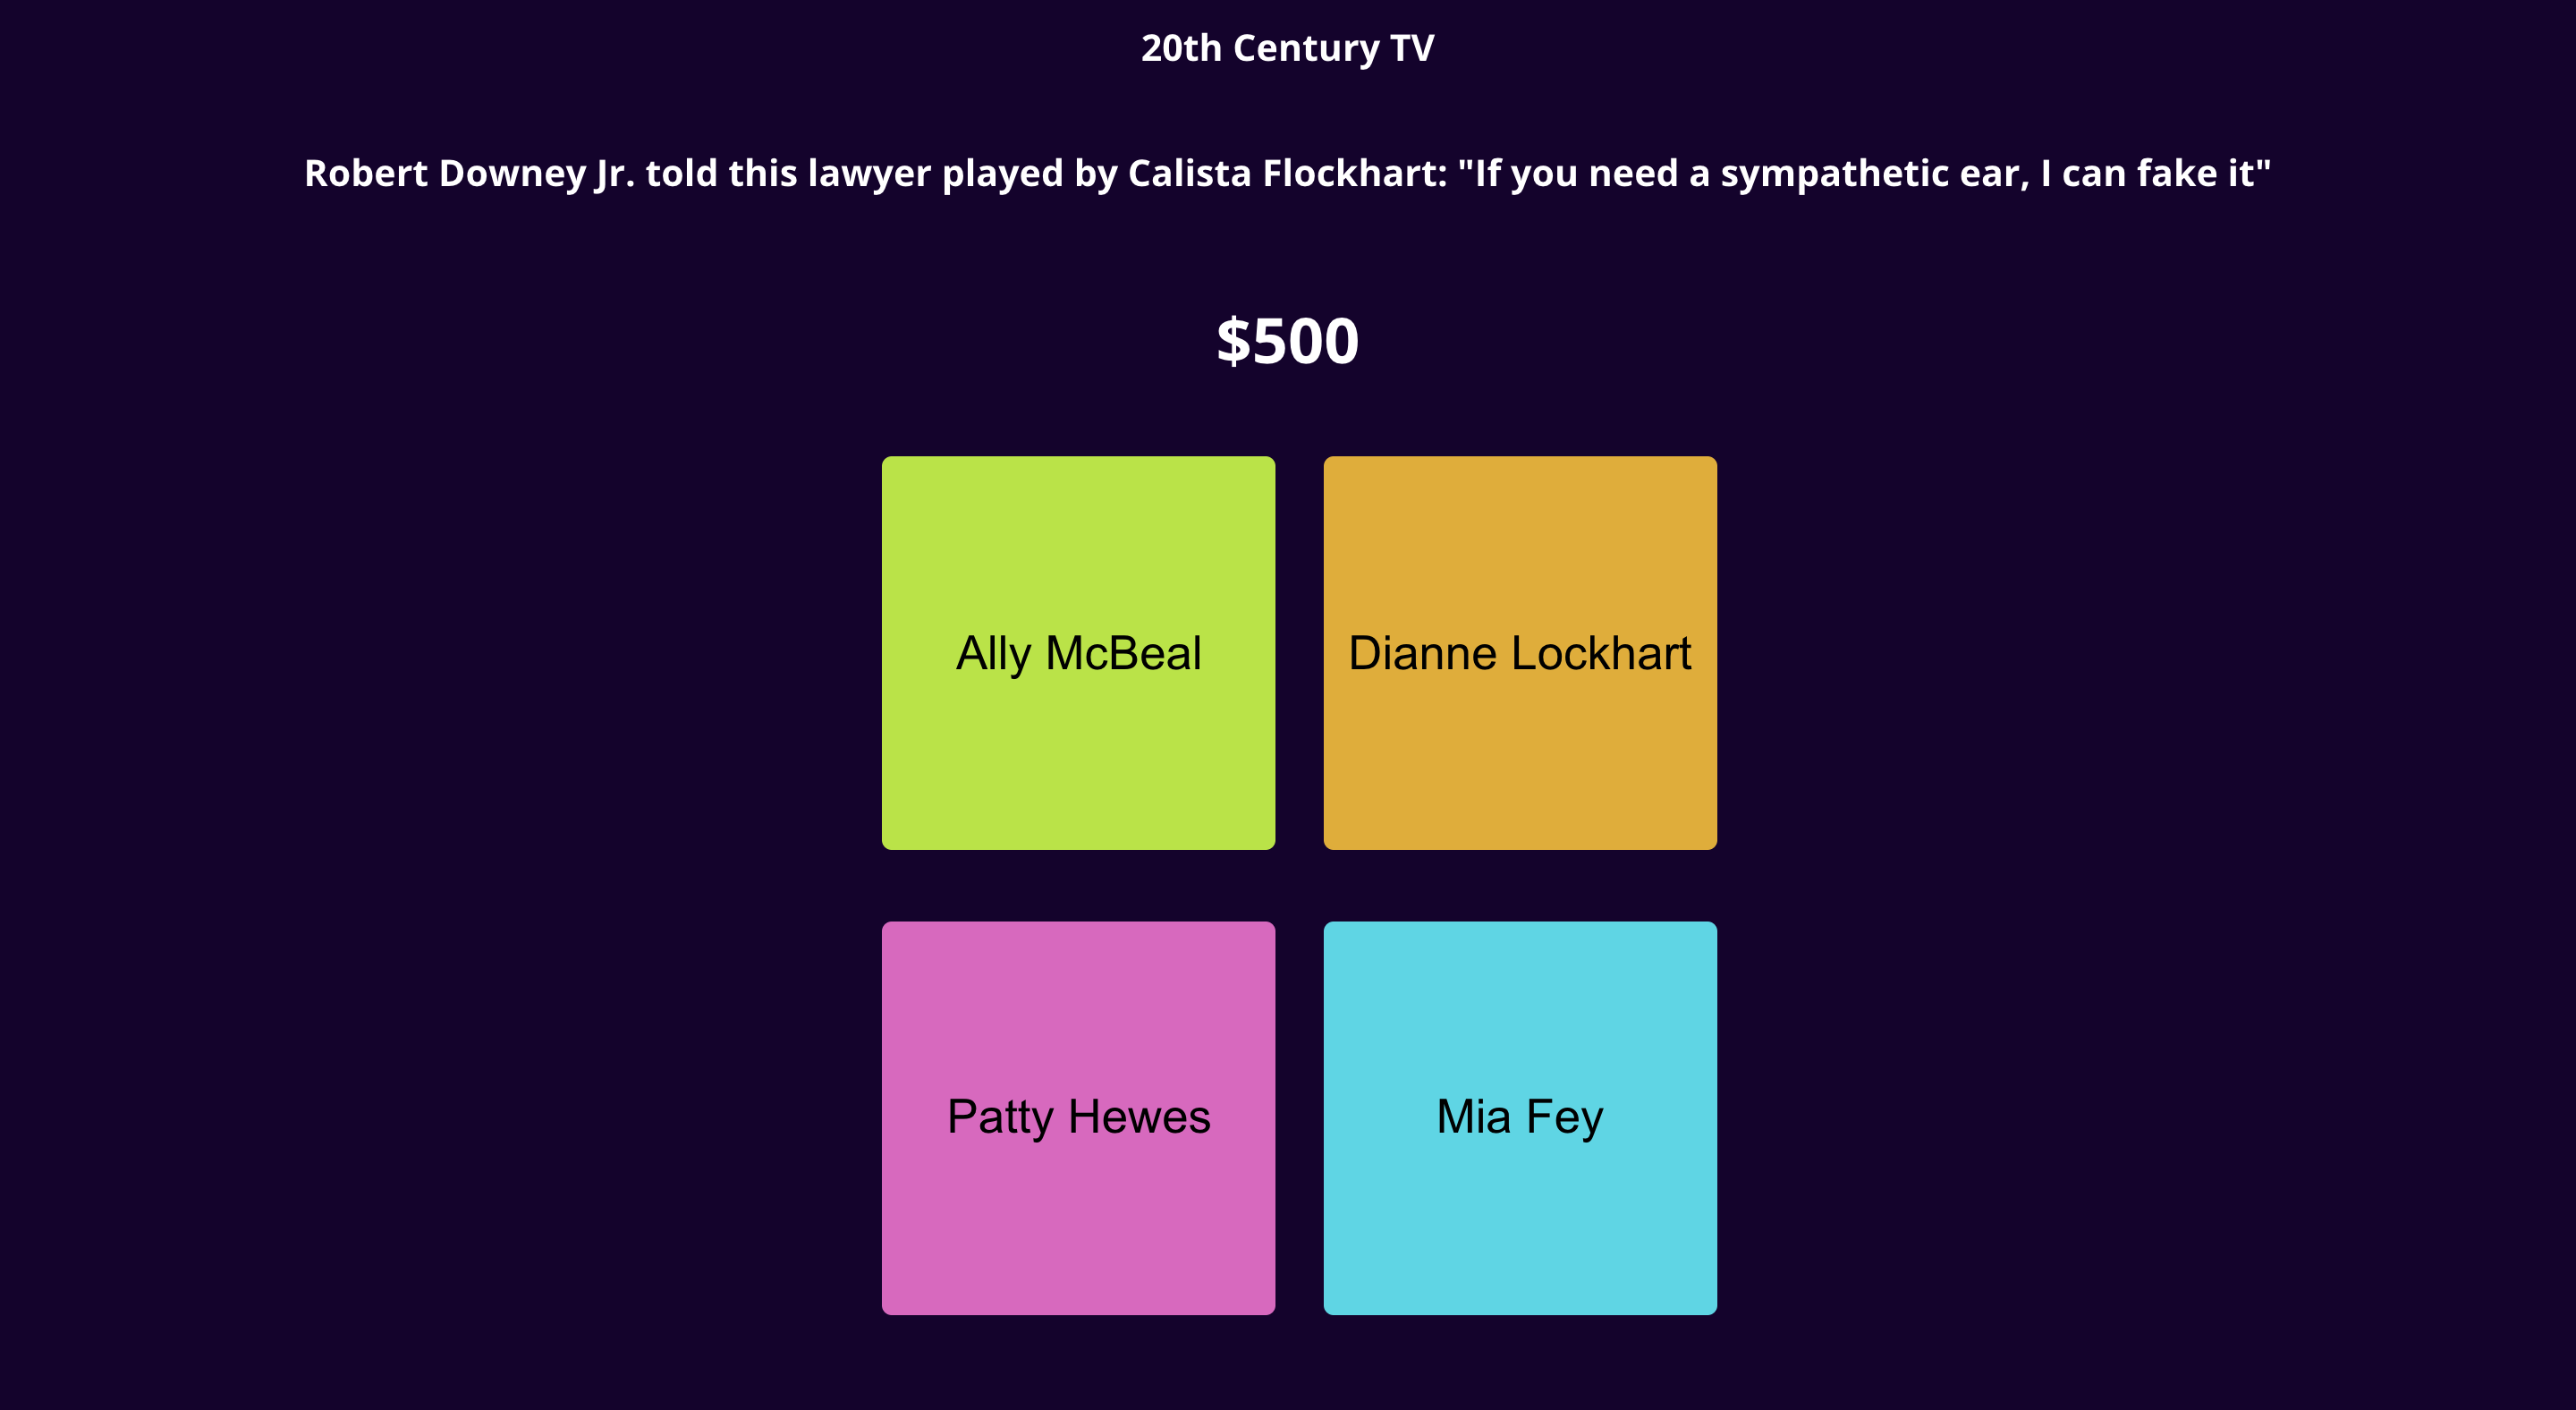 20th Century TV
Robert Downey Jr. told this lawyer played by Calista Flockhart: "If you need a sympathetic ear, I can fake it"
$500
Ally McBeal
Dianne Lockhart
Patty Hewes
Mia Fey